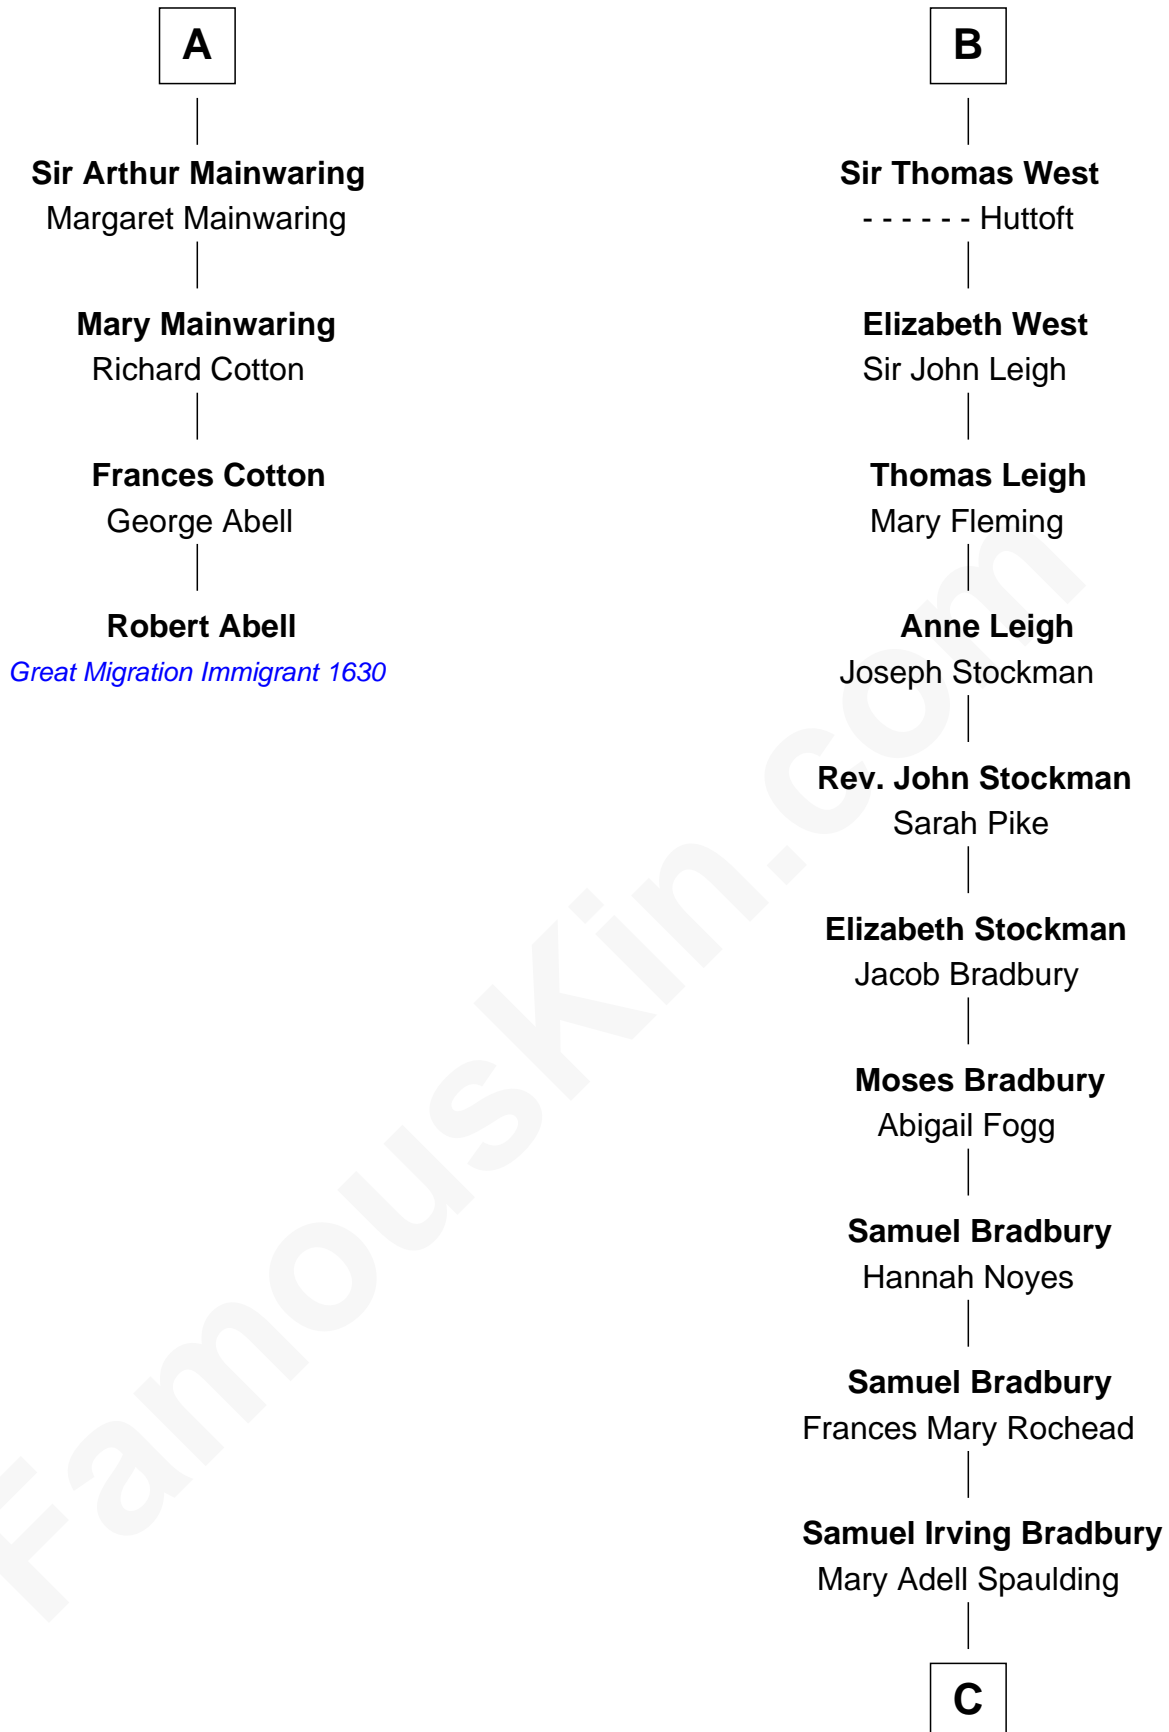 A
Sir Arthur Mainwaring
Margaret Mainwaring
Mary Mainwaring
Richard Cotton
Frances Cotton
George Abell
Robert Abell
Great Migration Immigrant 1630
B
Sir Thomas West
- - - - - - Huttoft
Elizabeth West
Sir John Leigh
Thomas Leigh
Mary Fleming
Anne Leigh
Joseph Stockman
Rev. John Stockman
Sarah Pike
Elizabeth Stockman
Jacob Bradbury
Moses Bradbury
Abigail Fogg
Samuel Bradbury
Hannah Noyes
Samuel Bradbury
Frances Mary Rochead
Samuel Irving Bradbury
Mary Adell Spaulding
C
FamousKin.com